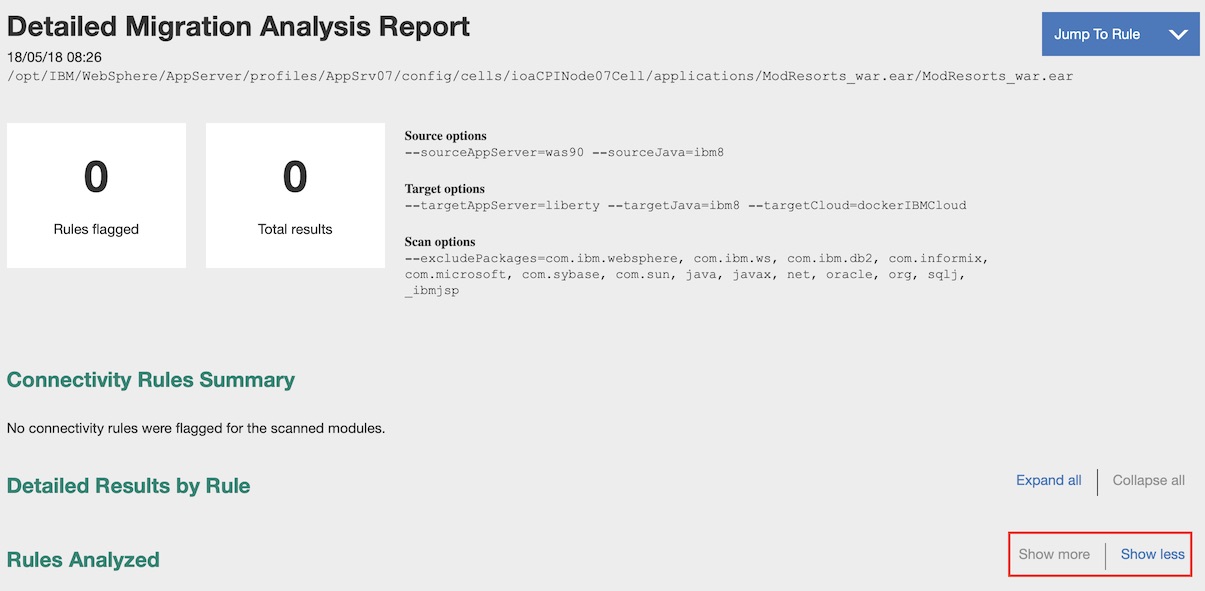 Detailed Migration Analysis Report
Jump To Rule
18/05/18 08:26
/opt/IBM/WebSphere/AppServer/profiles/AppSrv07/config/cells/ioaCPINode07Cell/applications/ModResorts_war.ear/ModResorts_war.ear
0
Rules flagged
0
Total results
Source options
--sourceAppServer=was90 --sourceJava=ibm8
Target options
--targetAppServer=liberty --targetJava=ibm8 --targetCloud=dockerIBMCloud
Scan options
--excludePackages=com.ibm.websphere, com.ibm.ws, com.ibm.db2, com.informix,
com.microsoft, com.sybase, com.sun, java, javax, net, oracle, org, sqlj,
_ibmjsp
Connectivity Rules Summary
No connectivity rules were flagged for the scanned modules.
Detailed Results by Rule
Expand all
Collapse all
Rules Analyzed
Show more
Show less